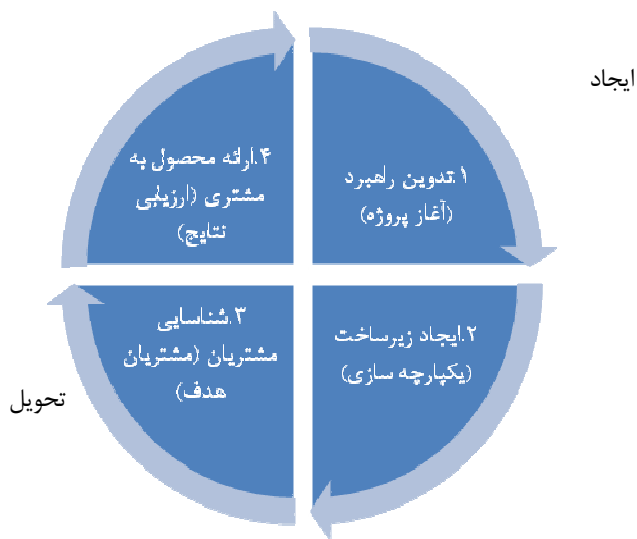 ایجاد
۱.تدوین راهبرد
(آغاز پروژه)
۲.ایجاد زیرساخت
(یکپارچه سازی)
۳.شناسایی
مشتریان (مشتریان
هدف)
۴.ارائه محصول به
مشتری (ارزیابی
نتایج)
تحویل